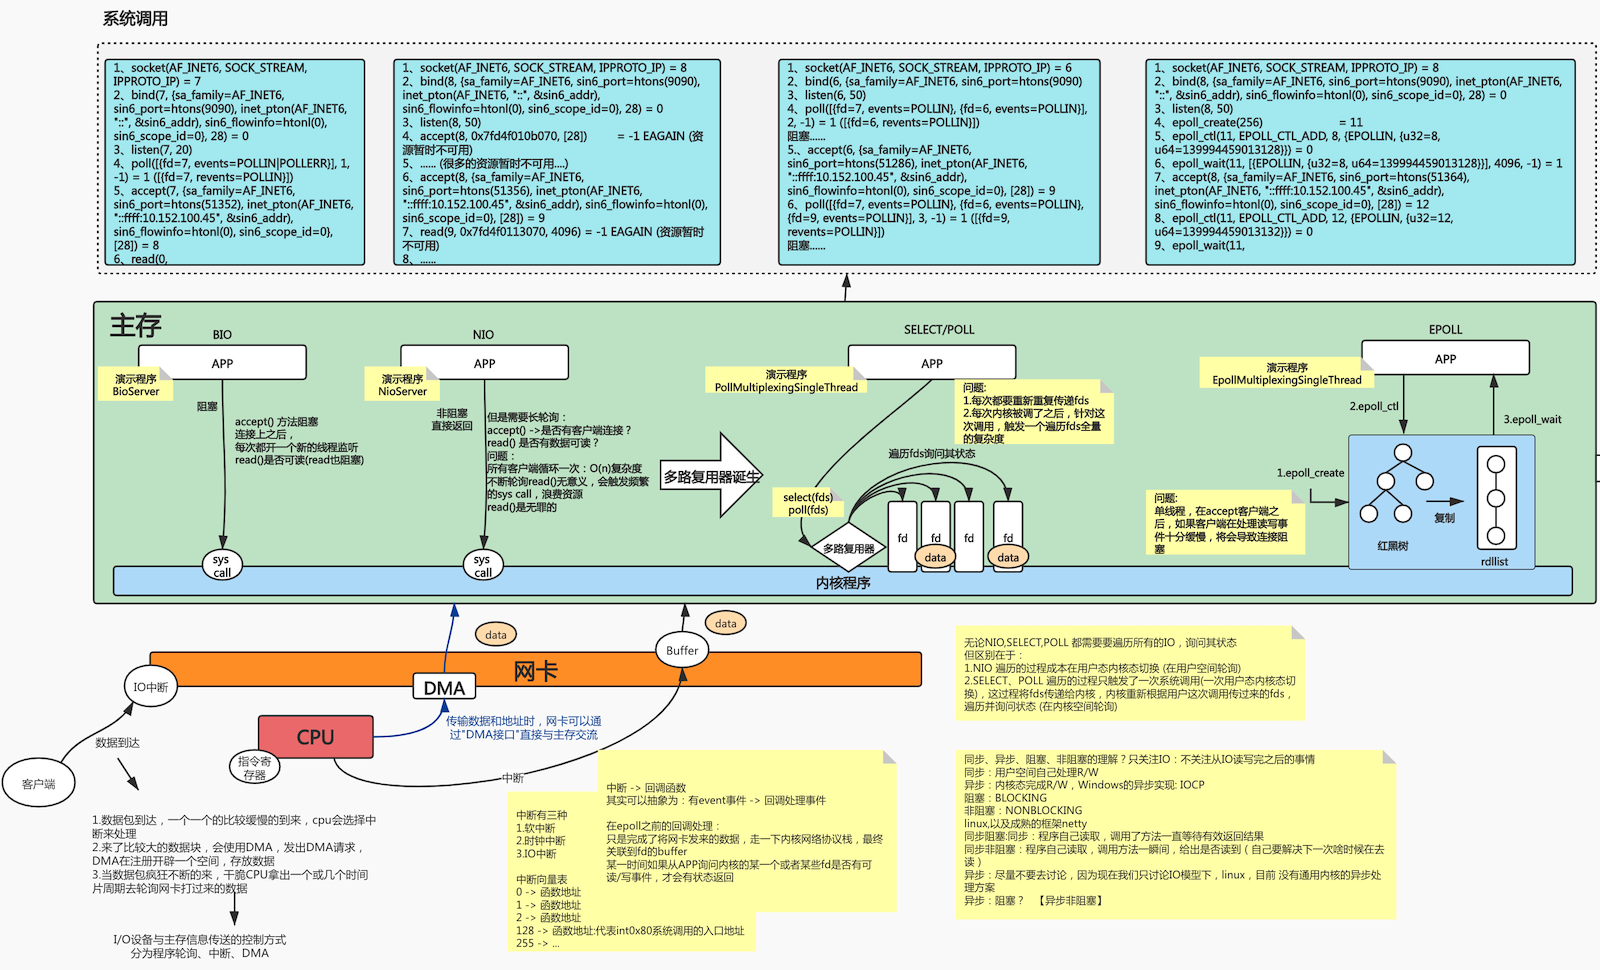 系统调用
1、socket(AF_INET6, SOCK_STREAM,
IPPROTO_IP) = 7
2、bind(7, {sa_family=AF_INET6,
sin6_port=htons(9090), inet_pton(AF_INET6,
"::", &sin6_addr), sin6_flowinfo=htonl(0),
sin6_scope_id=0}, 28) = 0
3、listen(7, 20)
4、poll([{fd=7, events=POLLIN|POLLERR}], 1,
-1) = 1 ([{fd=7, revents=POLLIN}])
5、accept(7, {sa_family=AF_INET6,
sin6_port=htons(51352), inet_pton(AF_INET6,
"::ffff:10.152.100.45", &sin6_addr),
sin6_flowinfo=htonl(0), sin6_scope_id=0},
[28]) = 8
6、read(0,
1、socket(AF_INET6, SOCK_STREAM, IPPROTO_IP) = 8
2、bind(8, {sa_family=AF_INET6, sin6_port=htons(9090),
inet_pton(AF_INET6, "::", &sin6_addr),
sin6_flowinfo=htonl(0), sin6_scope_id=0}, 28) = 0
3、listen(8, 50)
4、accept(8, 0x7fd4f010b070, [28]) = -1 EAGAIN (资
源暂时不可用)
5、...... (很多的资源暂时不可用....)
6、accept(8, {sa_family=AF_INET6,
sin6_port=htons(51356), inet_pton(AF_INET6,
"::ffff:10.152.100.45", &sin6_addr), sin6_flowinfo=htonl(0),
sin6_scope_id=0}, [28]) = 9
7、read(9, 0x7fd4f0113070, 4096) = -1 EAGAIN (资源暂时
不可用)
8、......
1、socket(AF_INET6, SOCK_STREAM, IPPROTO_IP) = 6
2、bind(6, {sa_family=AF_INET6, sin6_port=htons(9090)
3、listen(6, 50)
4、poll([{fd=7, events=POLLIN}, {fd=6, events=POLLIN}],
2, -1) = 1 ([{fd=6, revents=POLLIN}])
阻塞......
5.、accept(6, {sa_family=AF_INET6,
sin6_port=htons(51286), inet_pton(AF_INET6,
"::ffff:10.152.100.45", &sin6_addr),
sin6_flowinfo=htonl(0), sin6_scope_id=0}, [28]) = 9
6、poll([{fd=7, events=POLLIN}, {fd=6, events=POLLIN},
{fd=9, events=POLLIN}], 3, -1) = 1 ([{fd=9,
revents=POLLIN}])
阻塞......
1、socket(AF_INET6, SOCK_STREAM, IPPROTO_IP) = 8
2、bind(8, {sa_family=AF_INET6, sin6_port=htons(9090), inet_pton(AF_INET6,
"::", &sin6_addr), sin6_flowinfo=htonl(0), sin6_scope_id=0}, 28) = 0
3、listen(8, 50)
4、epoll_create(256) = 11
5、epoll_ctl(11, EPOLL_CTL_ADD, 8, {EPOLLIN, {u32=8,
u64=139994459013128}}) = 0
6、epoll_wait(11, [{EPOLLIN, {u32=8, u64=139994459013128}}], 4096, -1) = 1
7、accept(8, {sa_family=AF_INET6, sin6_port=htons(51364),
inet_pton(AF_INET6, "::ffff:10.152.100.45", &sin6_addr),
sin6_flowinfo=htonl(0), sin6_scope_id=0}, [28]) = 12
8、epoll_ctl(11, EPOLL_CTL_ADD, 12, {EPOLLIN, {u32=12,
u64=139994459013132}}) = 0
9、epoll_wait(11,
主存
BIO
APP
演示程序
BioServer
阻塞
accept() 方法阻塞
连接上之后，
每次都开一个新的线程监听
read()是否可读(read也阻塞)
sys
call
NIO
APP
演示程序
NioServer
非阻塞
直接返回
但是需要长轮询：
accept() ->是否有客户端连接？
read() 是否有数据可读？
问题：
所有客户端循环一次：O(n)复杂度
不断轮询read()无意义，会触发频繁
的sys call，浪费资源
read()是无罪的
sys
call
多路复用器诞生
SELECT/POLL
APP
演示程序
PollMultiplexingSingleThread
问题:
1.每次都要重新重复传递fds
2.每次内核被调了之后，针对这
次调用，触发一个遍历fds全量
的复杂度
遍历fds询问其状态
select(fds)
poll(fds)
多路复用器
fd
fd
fd
fd
data
data
EPOLL
APP
演示程序
EpollMultiplexingSingleThread
2.epoll_ctl
3.epoll_wait
1.epoll_create
问题:
单线程，在accept客户端之
后，如果客户端在处理读写事
件十分缓慢，将会导致连接阻
塞
复制
红黑树
rdllist
内核程序
data
data
Buffer
网卡
IO中断
DMA
CPU
指令寄
存器
传输数据和地址时，网卡可以通
过"DMA接口"直接与主存交流
数据到达
客户端
中断
1.数据包到达，一个一个的比较缓慢的到来，cpu会选择中
断来处理
2.来了比较大的数据块，会使用DMA，发出DMA请求，
DMA在注册开辟一个空间，存放数据
3.当数据包疯狂不断的来，干脆CPU拿出一个或几个时间
片周期去轮询网卡打过来的数据
I/O设备与主存信息传送的控制方式
分为程序轮询、中断、DMA
中断有三种
1.软中断
2.时钟中断
3.IO中断
中断向量表
0 -> 函数地址
1 -> 函数地址
2 -> 函数地址
128 -> 函数地址:代表int0x80系统调用的入口地址
255 -> ...
中断 -> 回调函数
其实可以抽象为：有event事件 -> 回调处理事件
在epoll之前的回调处理：
只是完成了将网卡发来的数据，走一下内核网络协议栈，最终
关联到fd的buffer
某一时间如果从APP询问内核的某一个或者某些fd是否有可
读/写事件，才会有状态返回
无论NIO,SELECT,POLL 都需要要遍历所有的IO，询问其状态
但区别在于：
1.NIO 遍历的过程成本在用户态内核态切换 (在用户空间轮询)
2.SELECT、POLL 遍历的过程只触发了一次系统调用(一次用户态内核态切
换)，这过程将fds传递给内核，内核重新根据用户这次调用传过来的fds，
遍历并询问状态 (在内核空间轮询)
同步、异步、阻塞、非阻塞的理解？只关注IO：不关注从IO读写完之后的事情
同步：用户空间自己处理R/W
异步：内核态完成R/W，Windows的异步实现: IOCP
阻塞：BLOCKING
非阻塞：NONBLOCKING
linux,以及成熟的框架netty
同步阻塞:同步：程序自己读取，调用了方法一直等待有效返回结果
同步非阻塞：程序自己读取，调用方法一瞬间，给出是否读到（自己要解决下一次啥时候在去
读）
异步：尽量不要去讨论，因为现在我们只讨论IO模型下，linux，目前 没有通用内核的异步处
理方案
异步：阻塞？ 【异步非阻塞】